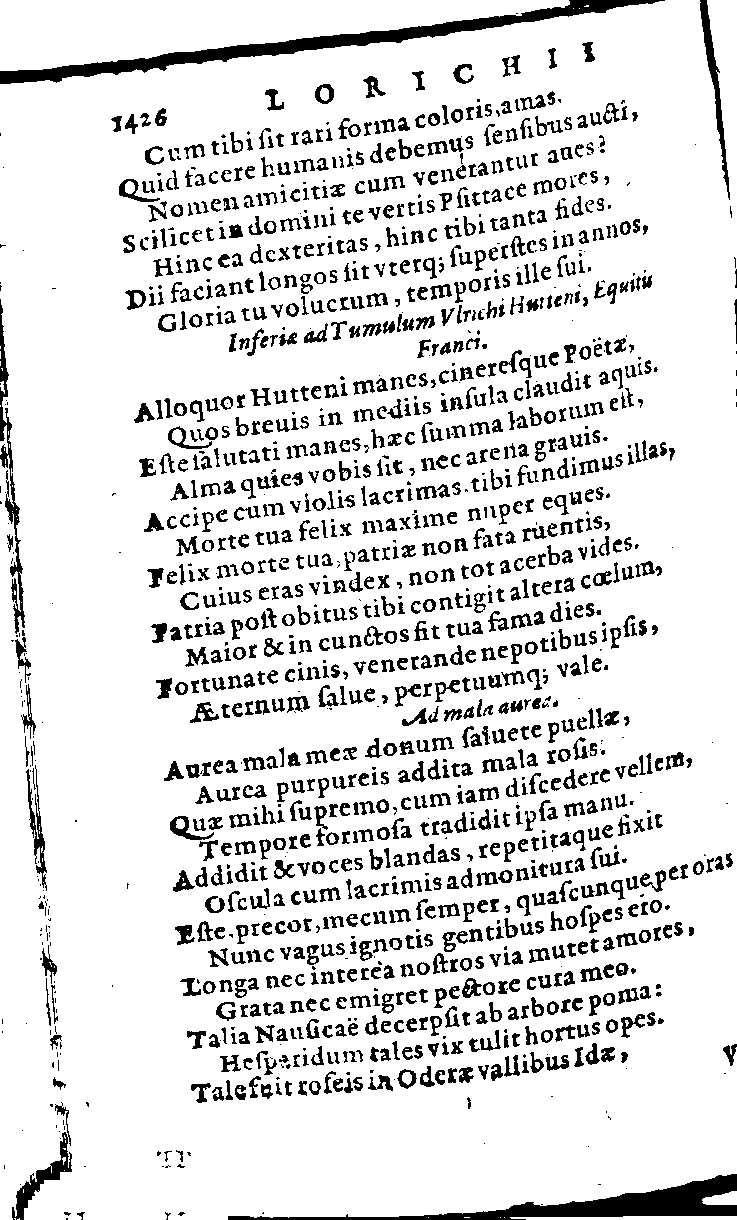 1426 LORICHII
Cum tibi ſit rari forma coloris, amas.
Quid facere humanis debemus ſenſibus aucti,
Nomen amicitiæ cum venerantur aues?
Scilicet in domini te vertis Pſittace mores,
Hinc ea dexteritas, hinc tibi tanta fides.
Dii faciant longos ſit vterq; ſuperſtes in annos,
Gloria tu volucrum, temporis ille ſui.
Inferiæ ad Tumulum Vlrichi Hutteni, Equitis
Franci.
Alloquor Hutteni manes, cinereſque Poëtæ,
Quos breuis in mediis inſula claudit aquis.
Eſte ſalutati manes, hæc ſumma laborum eſt,
Alma quies vobis ſit, nec arena grauis.
Accipe cum violis lacrimas. tibi fundimus illas,
Morte tua felix maxime nuper eques.
Felix morte tua, patriæ non fata ruentis,
Cuius eras vindex, non tot acerba vides.
Patria poſt obitus tibi contigit altera cœlum,
Maior & in cunctos fit tua fama dies.
Fortunate cinis, venerande nepotibus ipſis,
Æternum ſalue, perpetuumq; vale.
Ad mala aurea.
Aurea mala meæ donum ſaluete puellæ,
Aurea purpureis addita mala roſis:
Quæ mihi ſupremo, cum iam diſcedere vellem,
Tempore formoſa tradidit ipſa manu.
Addidit & voces blandas, repetitaque fixit
Oſcula cum lacrimis admonitura ſui.
Eſte. precor, mecum ſemper, quaſcunque per oras
Nunc vagus ignotis gentibus hoſpes ero.
Longa nec interea noſtros via mutet amores,
Grata nec emigret pectore cura meo.
Talia Nauſicaë decerpſit ab arbore poma:
Heſperidum tales vix tulit hortus opes.
Tale fuit roſeis in Oderæ vallibus Idæ,